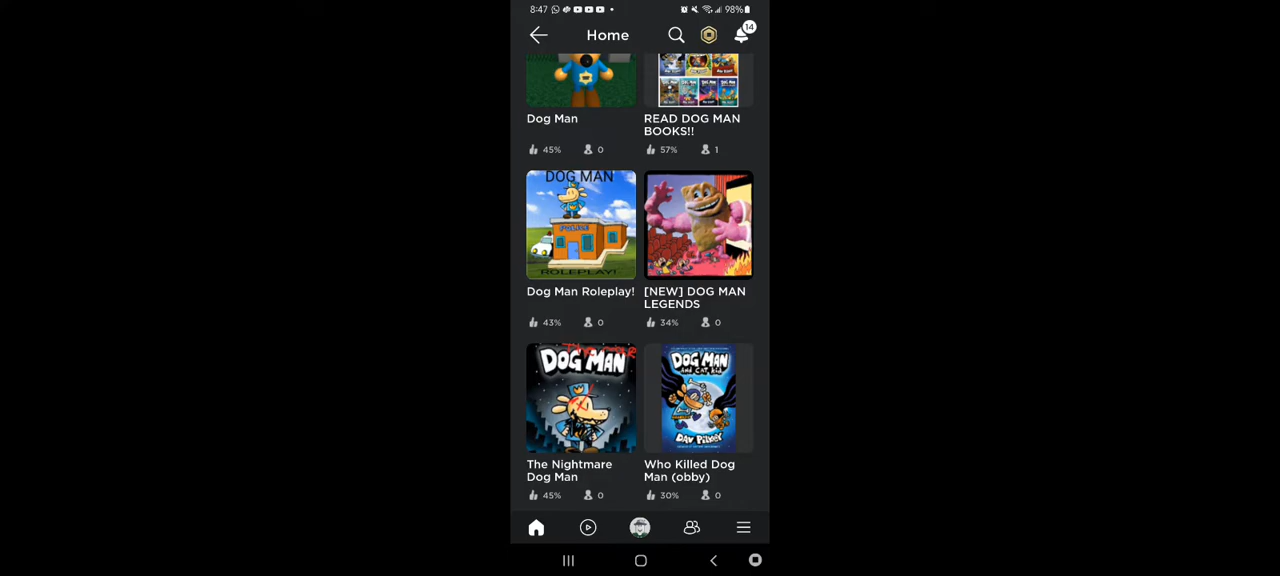 8:47
98%
Home
14
Dog Man
READ DOG MAN
BOOKS!!
45%
0
57%
1
DOG MAN
POLICE
ROLEPLAY!
Dog Man Roleplay!
[NEW] DOG MAN
LEGENDS
43%
0
34%
0
DOG MAN
DOG MAN
AND CAT KID
DAV PILKEY
The Nightmare
Dog Man
Who Killed Dog
Man (obby)
45%
0
30%
0